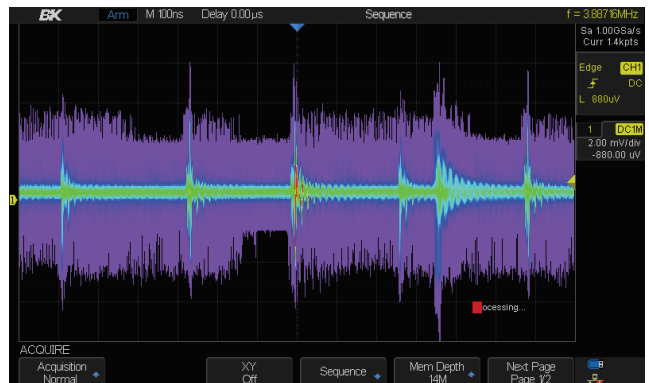 BK Arm M 100ns Delay 0.00µs Sequence f = 3.88716MHz
Sa 1.00GSa/s
Curr 1.4kpts
Edge CH1
DC
L 880uV
1 DC1M
2.00 mV/div
-880.00 uV
1
ocessing...
ACQUIRE
Acquisition XY Sequence Mem Depth Next Page
Normal Off 14M Page 1/2